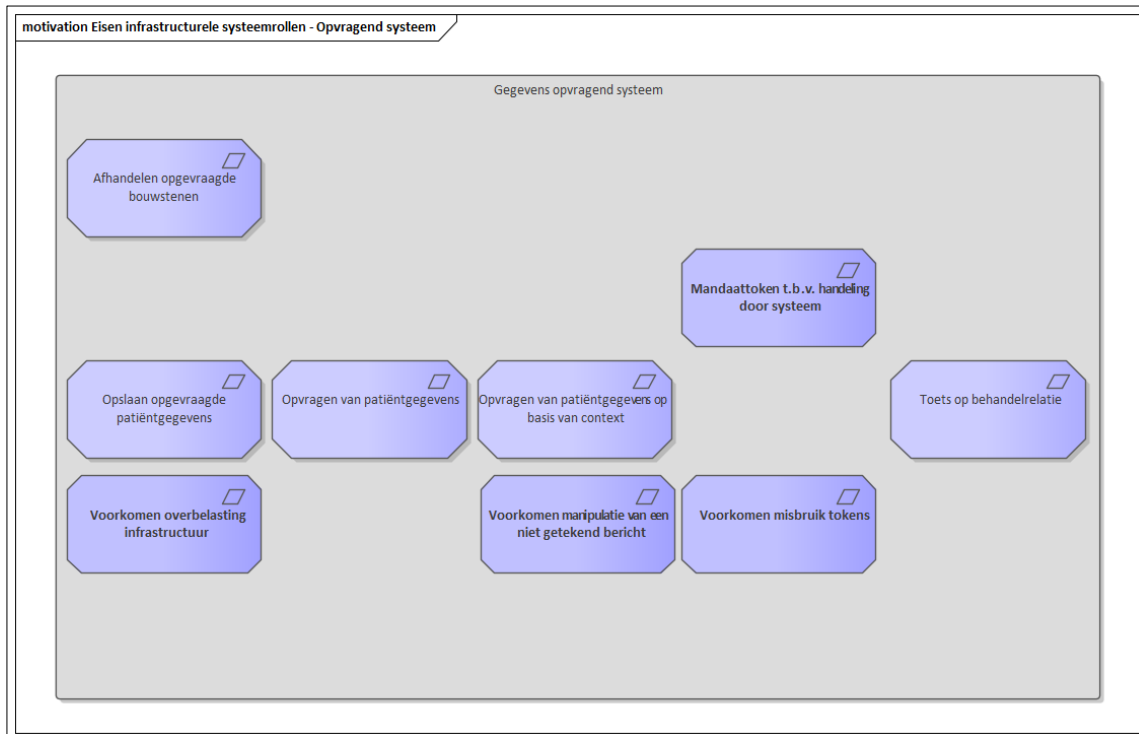 motivation Eisen infrastructurele systeemrollen - Opvragend systeem
Gegevens opvragend systeem
Afhandelen opgevraagde
bouwstenen
Mandaattoken t.b.v. handeling
door systeem
Opslaan opgevraagde
patiëntgegevens
Opvragen van patiëntgegevens
Opvragen van patiëntgegevens op
basis van context
Toets op behandelrelatie
Voorkomen overbelasting
infrastructuur
Voorkomen manipulatie van een
niet getekend bericht
Voorkomen misbruik tokens